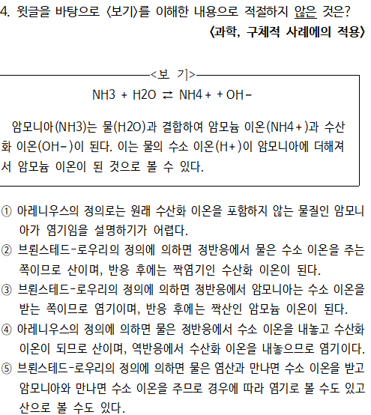 4. 윗글을 바탕으로 <보기>를 이해한 내용으로 적절하지 않은 것은?
<과학, 구체적 사례에의 적용>
<보 기>
NH3 + H2O ⇄ NH4+ + OH-
암모니아(NH3)는 물(H2O)과 결합하여 암모늄 이온(NH4+)과 수산
화 이온(OH-)이 된다. 이는 물의 수소 이온(H+)이 암모니아에 더해져
서 암모늄 이온이 된 것으로 볼 수 있다.
① 아레니우스의 정의로는 원래 수산화 이온을 포함하지 않는 물질인 암모니
아가 염기임을 설명하기가 어렵다.
② 브뢴스테드-로우리의 정의에 의하면 정반응에서 물은 수소 이온을 주는
쪽이므로 산이며, 반응 후에는 짝염기인 수산화 이온이 된다.
③ 브뢴스테드-로우리의 정의에 의하면 정반응에서 암모니아는 수소 이온을
받는 쪽이므로 염기이며, 반응 후에는 짝산인 암모늄 이온이 된다.
④ 아레니우스의 정의에 의하면 물은 정반응에서 수소 이온을 내놓고 수산화
이온이 되므로 산이며, 역반응에서 수산화 이온을 내놓으므로 염기이다.
⑤ 브뢴스테드-로우리의 정의에 의하면 물은 염산과 만나면 수소 이온을 받고
암모니아와 만나면 수소 이온을 주므로 경우에 따라 염기로 볼 수도 있고
산으로 볼 수도 있다.